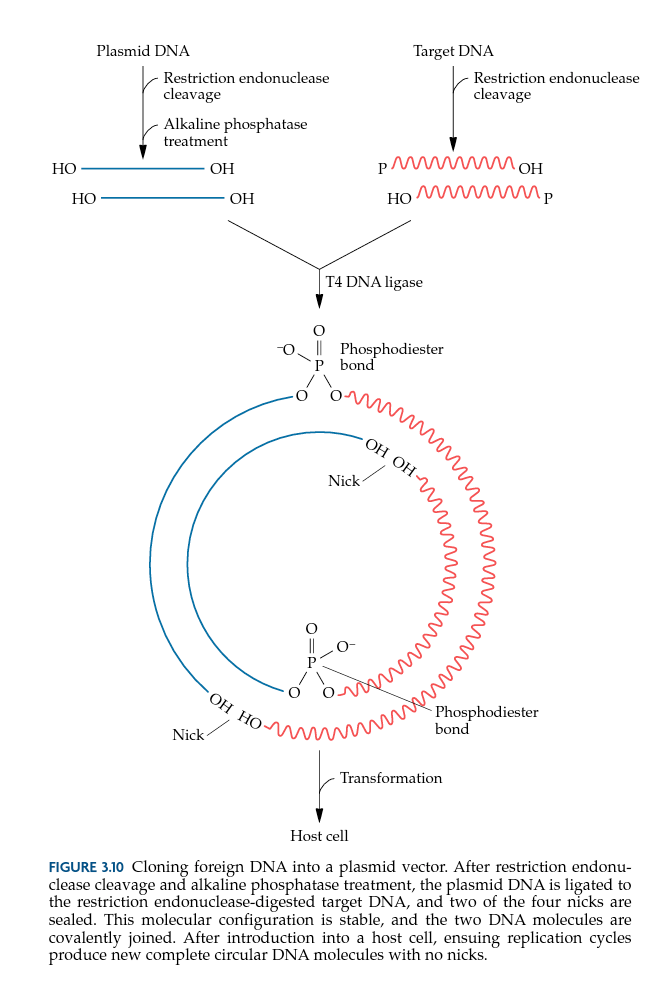 Plasmid DNA
Restriction endonuclease
cleavage
Alkaline phosphatase
treatment
HO OH
HO OH
Target DNA
Restriction endonuclease
cleavage
P OH
HO P
T4 DNA ligase
O
⁻O
P
O O
Phosphodiester
bond
OH OH
Nick
O
O⁻
P
O O
OH HO
Nick
Phosphodiester
bond
Transformation
Host cell
FIGURE 3.10 Cloning foreign DNA into a plasmid vector. After restriction endonu-
clease cleavage and alkaline phosphatase treatment, the plasmid DNA is ligated to
the restriction endonuclease-digested target DNA, and two of the four nicks are
sealed. This molecular configuration is stable, and the two DNA molecules are
covalently joined. After introduction into a host cell, ensuing replication cycles
produce new complete circular DNA molecules with no nicks.